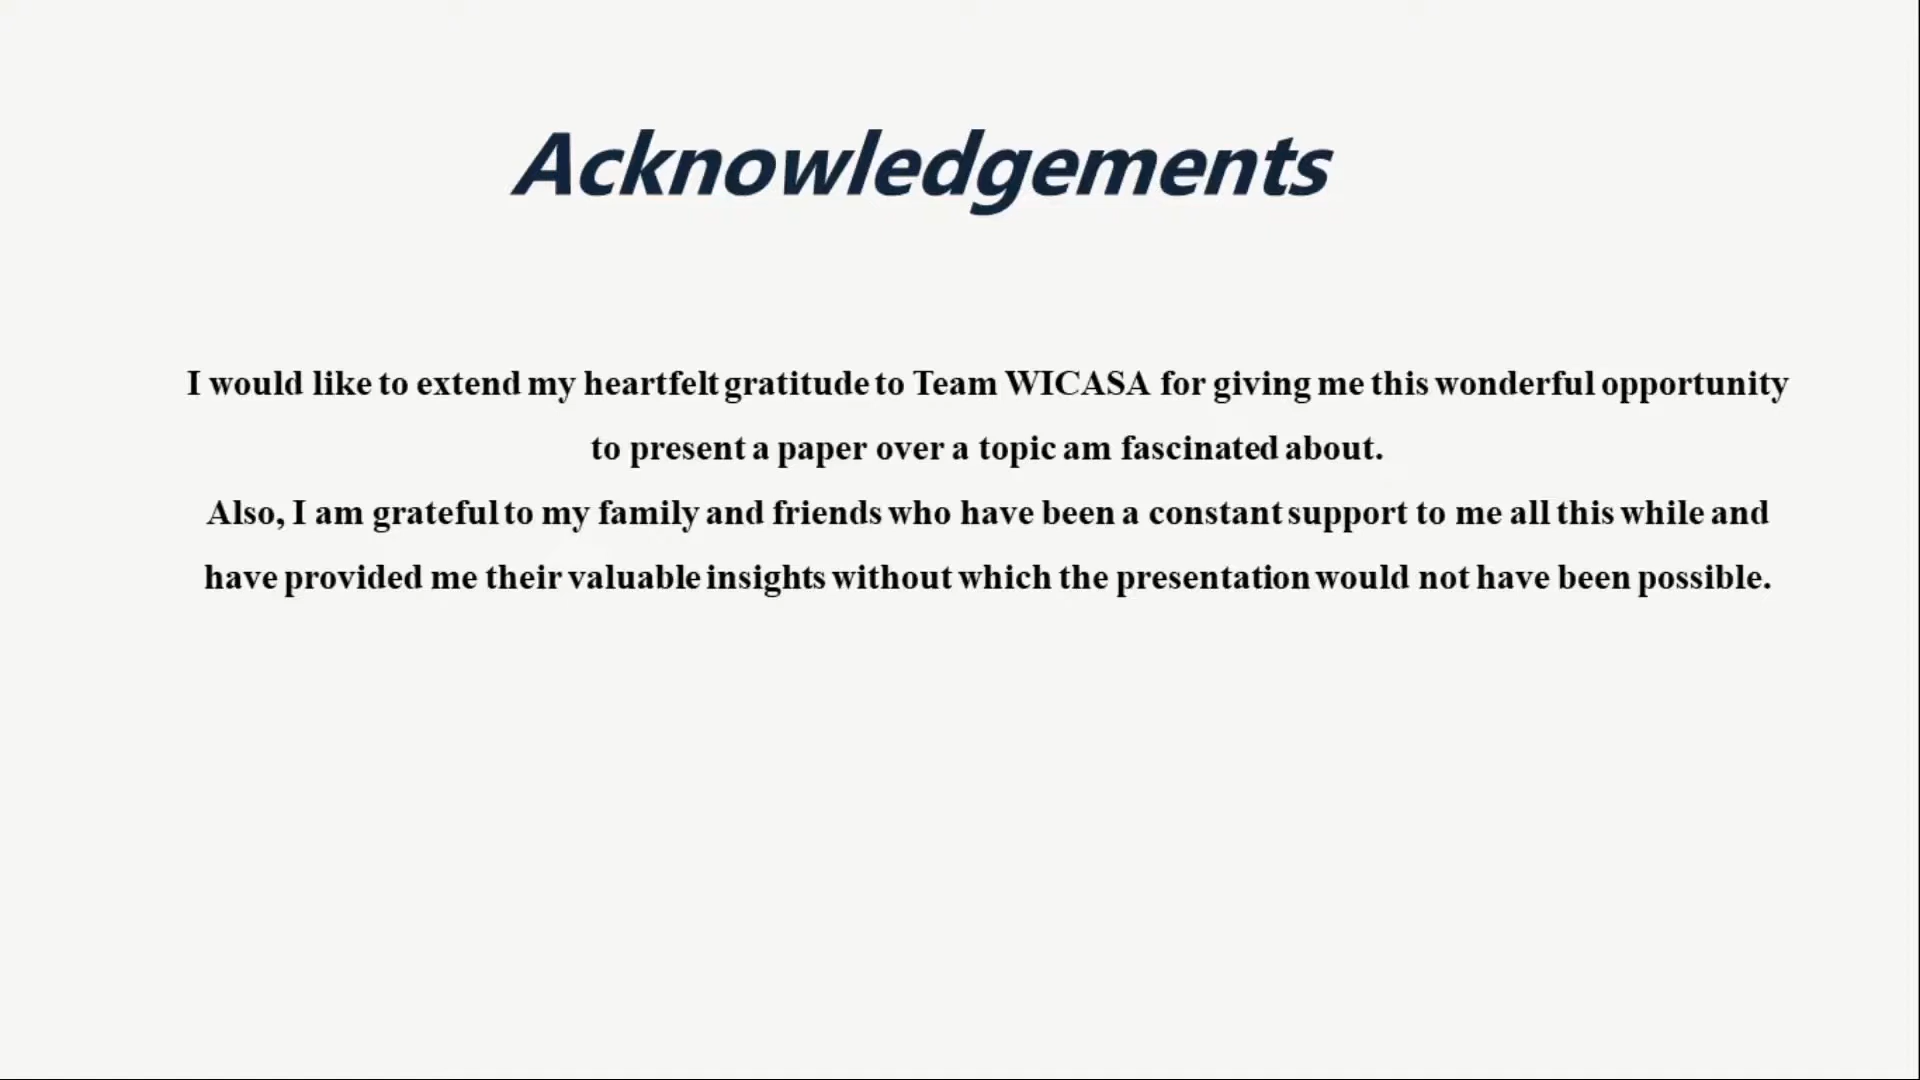 Acknowledgements
I would like to extend my heartfelt gratitude to Team WICASA for giving me this wonderful opportunity
to present a paper over a topic am fascinated about.
Also, I am grateful to my family and friends who have been a constant support to me all this while and
have provided me their valuable insights without which the presentation would not have been possible.